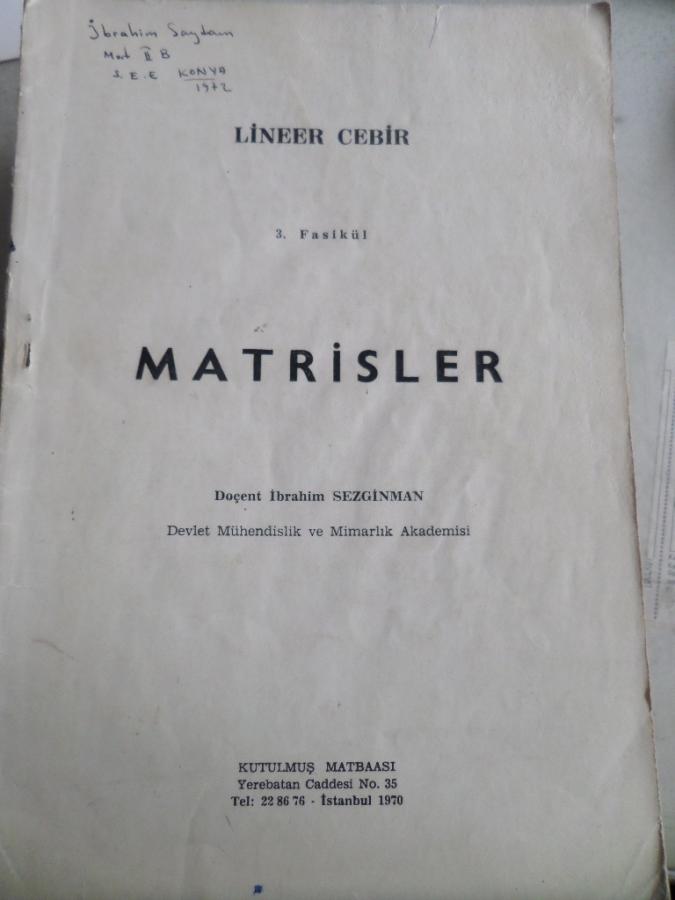 İbrahim Saydam
Mat II B
S. E. E KONYA
1972
LİNEER CEBİR
3. Fasikül
MATRİSLER
Doçent İbrahim SEZGİNMAN
Devlet Mühendislik ve Mimarlık Akademisi
KUTULMUŞ MATBAASI
Yerebatan Caddesi No. 35
Tel: 22 86 76 - İstanbul 1970